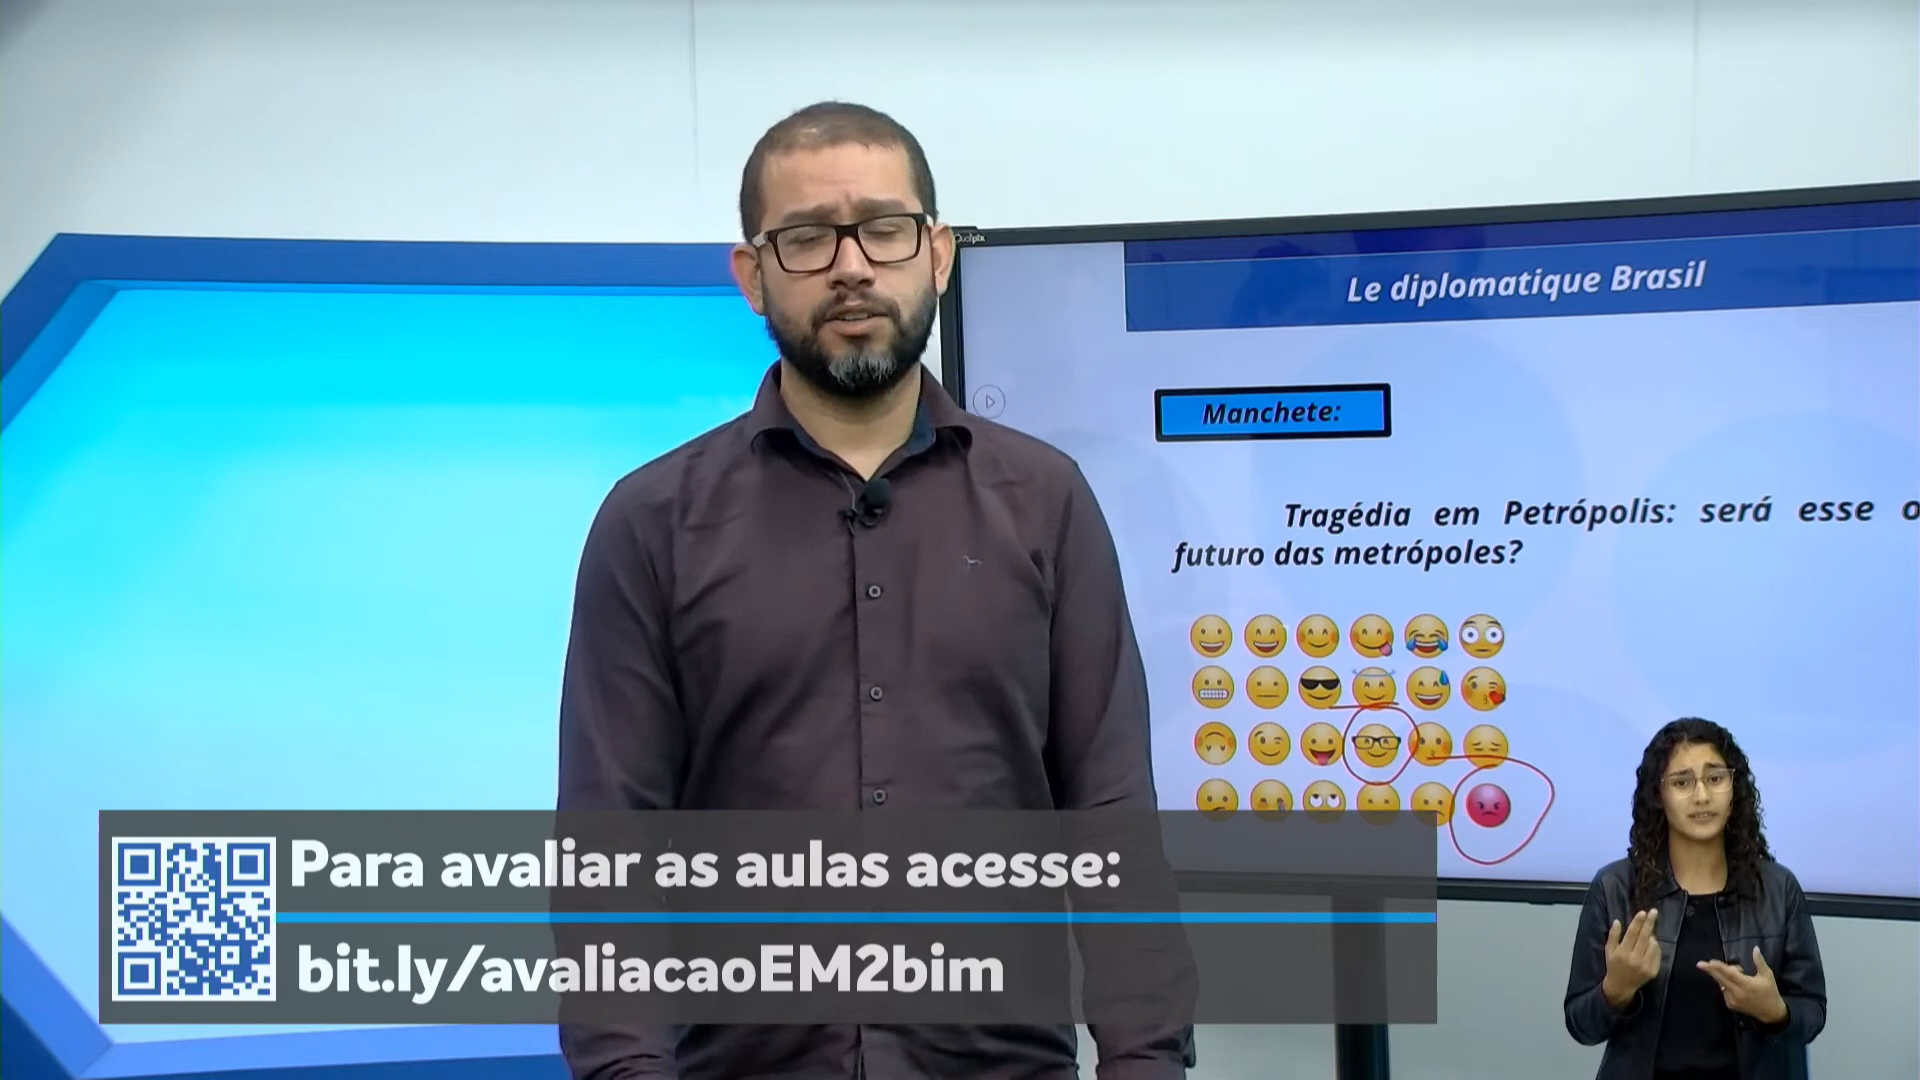 Qualpix
Le diplomatique Brasil
Manchete:
Tragédia em Petrópolis: será esse o
futuro das metrópoles?
Para avaliar as aulas acesse:
bit.ly/avaliacaoEM2bim